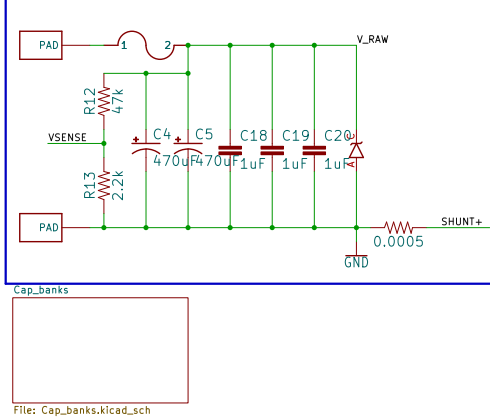 V_RAW
PAD
1
2
R12
47k
C4
C5
C18
C19
C20
VSENSE
470uF
470uF
1uF
1uF
1uF
A
R13
2.2k
PAD
SHUNT+
0.0005
GND
Cap_banks
File: Cap_banks.kicad_sch